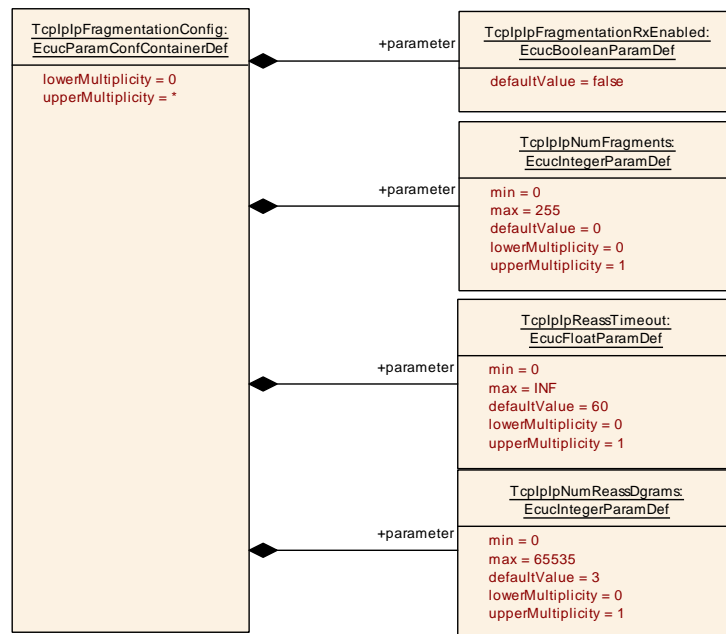 TcpIpIpFragmentationConfig:
EcucParamConfContainerDef
lowerMultiplicity = 0
upperMultiplicity = *
+parameter
TcpIpIpFragmentationRxEnabled:
EcucBooleanParamDef
defaultValue = false
+parameter
TcpIpIpNumFragments:
EcucIntegerParamDef
min = 0
max = 255
defaultValue = 0
lowerMultiplicity = 0
upperMultiplicity = 1
+parameter
TcpIpIpReassTimeout:
EcucFloatParamDef
min = 0
max = INF
defaultValue = 60
lowerMultiplicity = 0
upperMultiplicity = 1
+parameter
TcpIpIpNumReassDgrams:
EcucIntegerParamDef
min = 0
max = 65535
defaultValue = 3
lowerMultiplicity = 0
upperMultiplicity = 1